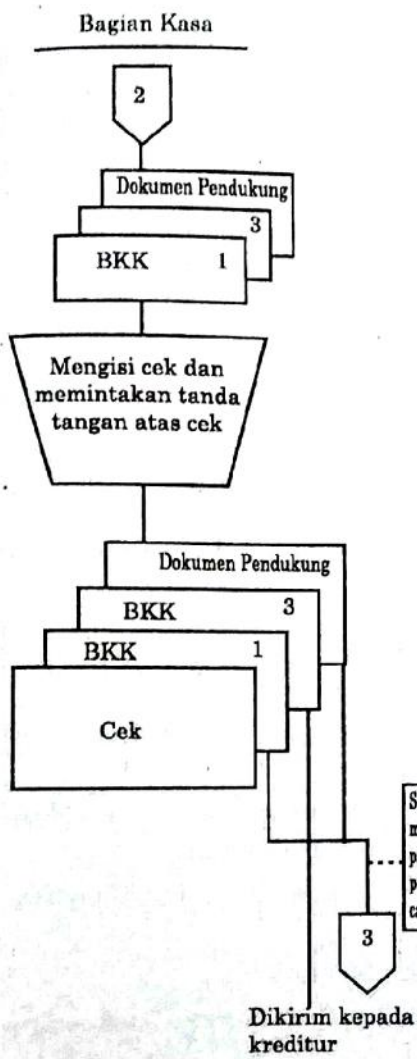 Bagian Kasa
2
Dokumen Pendukung
3
BKK 1
Mengisi cek dan
memintakan tanda
tangan atas cek
Dokumen Pendukung
BKK 3
BKK 1
Cek
3
Dikirim kepada
kreditur